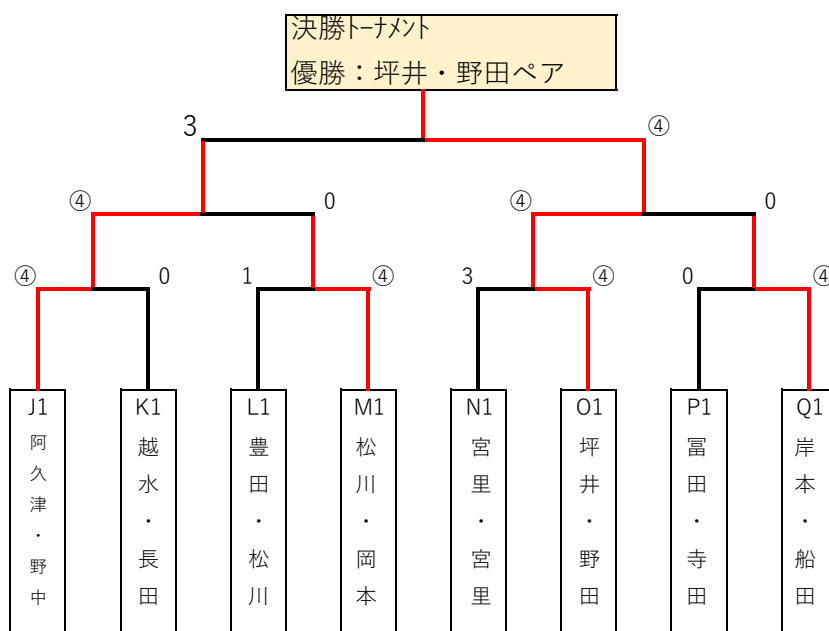 決勝トーナメント
優勝：坪井・野田ペア
3 ④
④ 0 ④ 0
④ 0 1 ④ 3 ④ 0 ④
J1 K1 L1 M1 N1 O1 P1 Q1
阿久津・野中
越水・長田
豊田・松川
松川・岡本
宮里・宮里
坪井・野田
冨田・寺田
岸本・船田